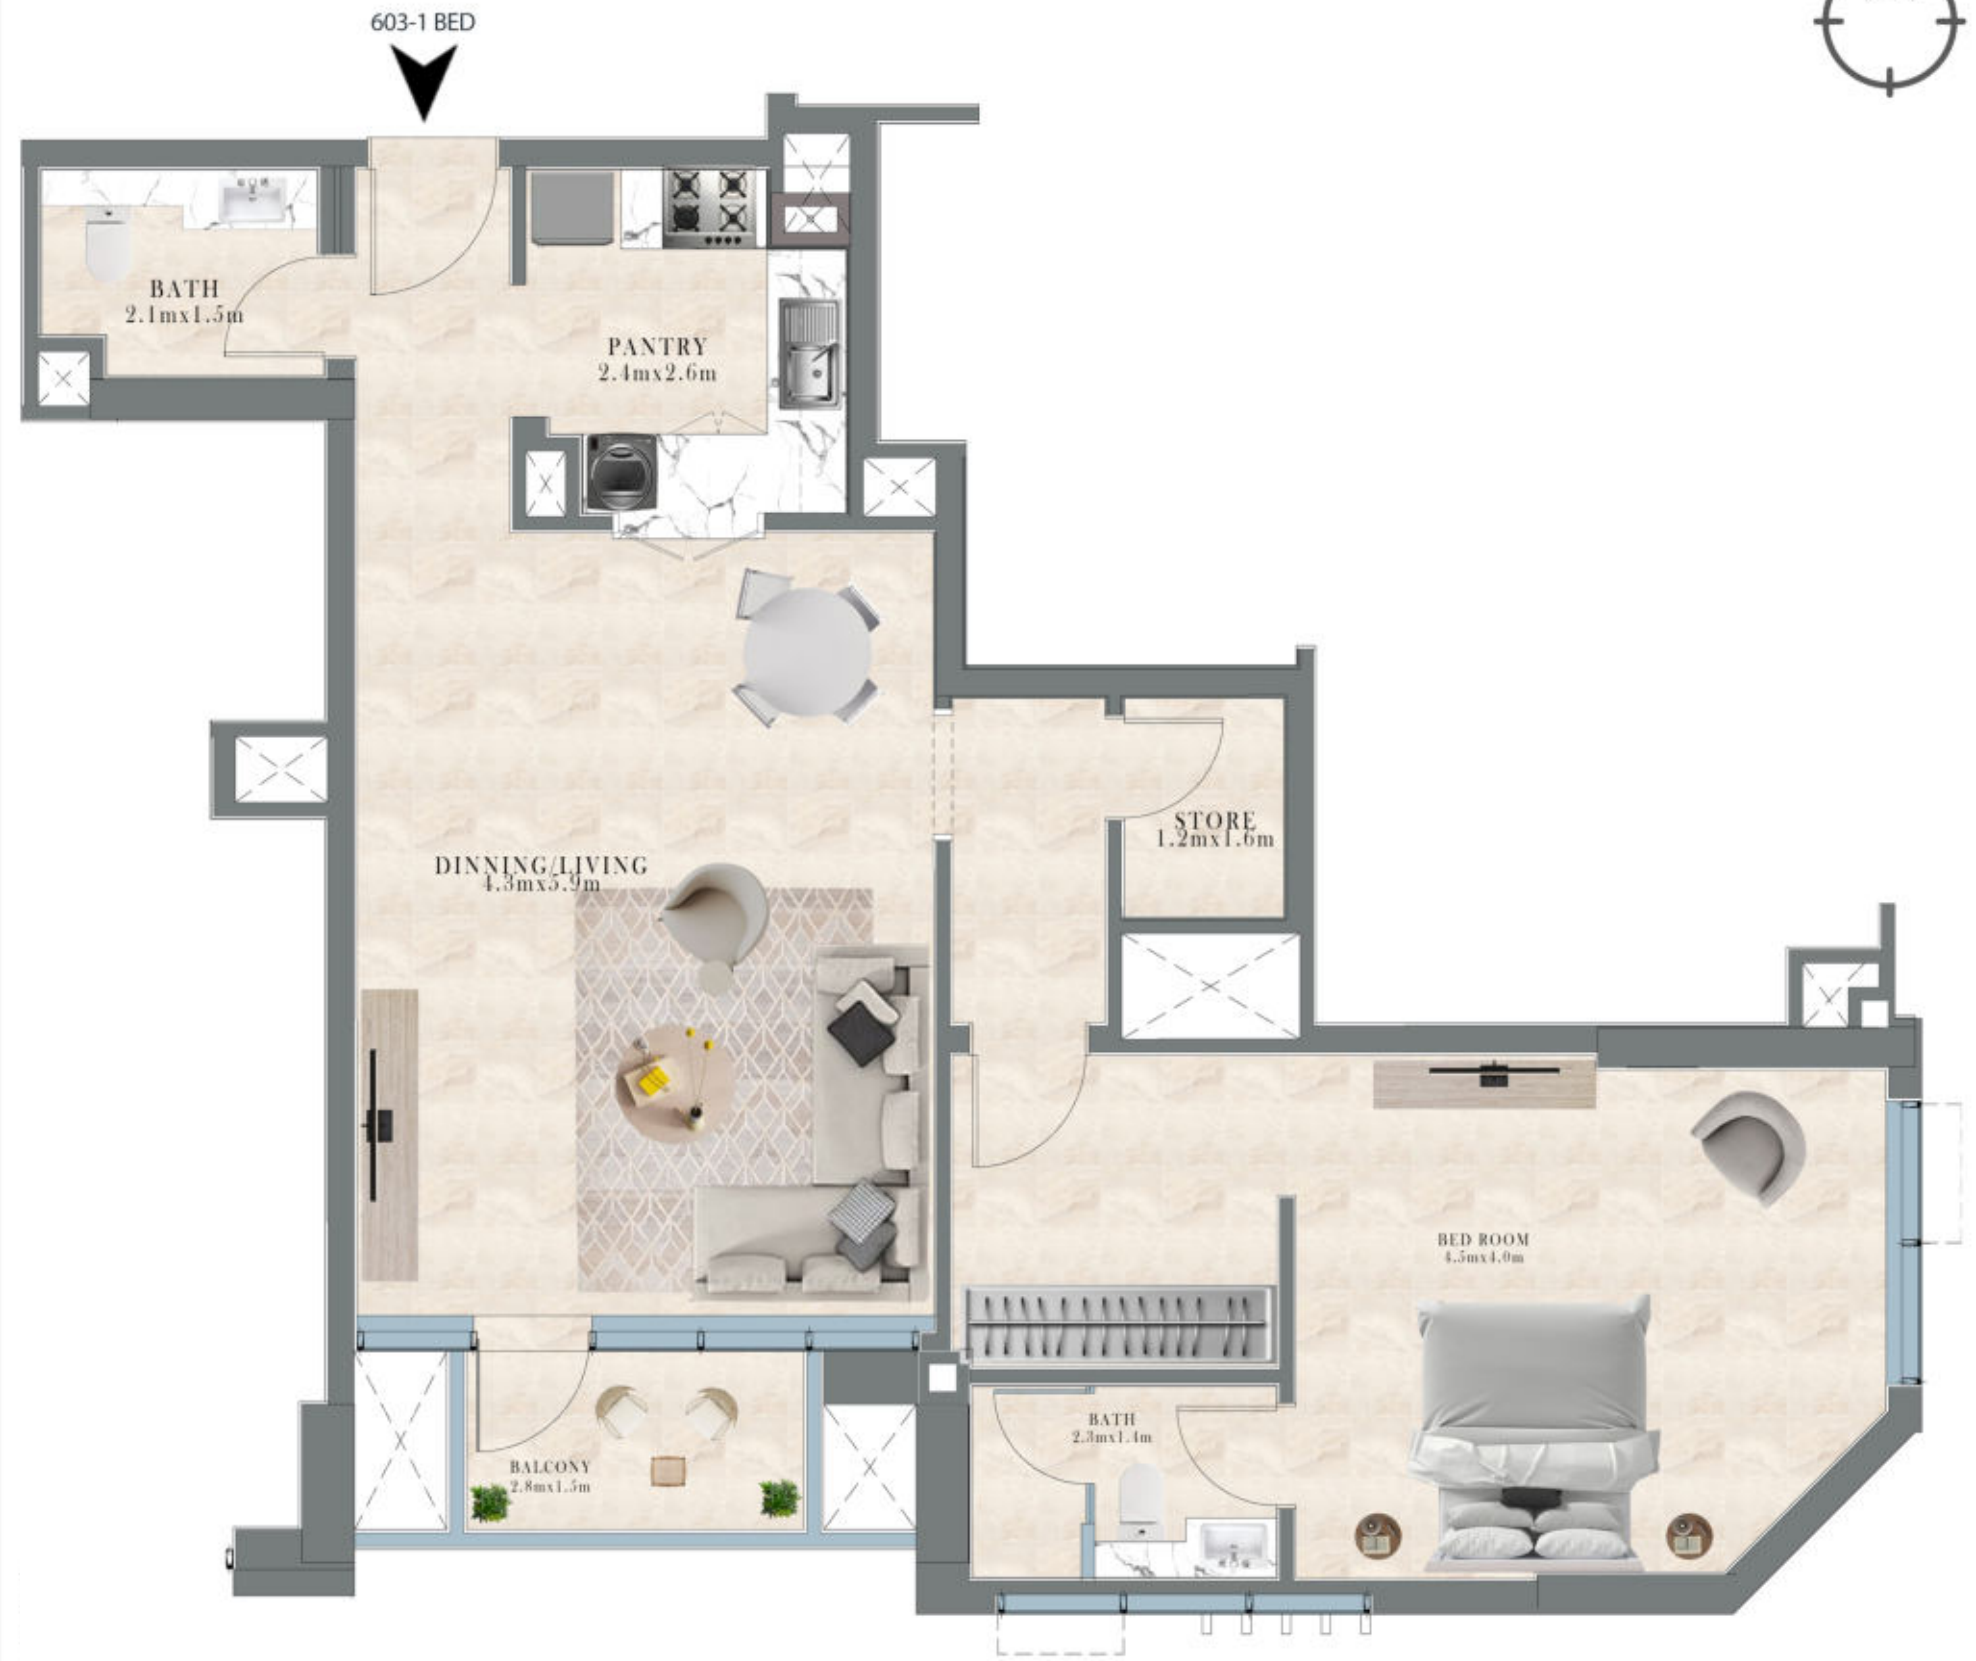 603-1 BED
BATH
2.1mx1.5m
PANTRY
2.4mx2.6m
STORE
1.2mx1.6m
DINNING/LIVING
4.3mx5.9m
BED ROOM
4.5mx4.0m
BATH
2.3mx1.4m
BALCONY
2.8mx1.5m